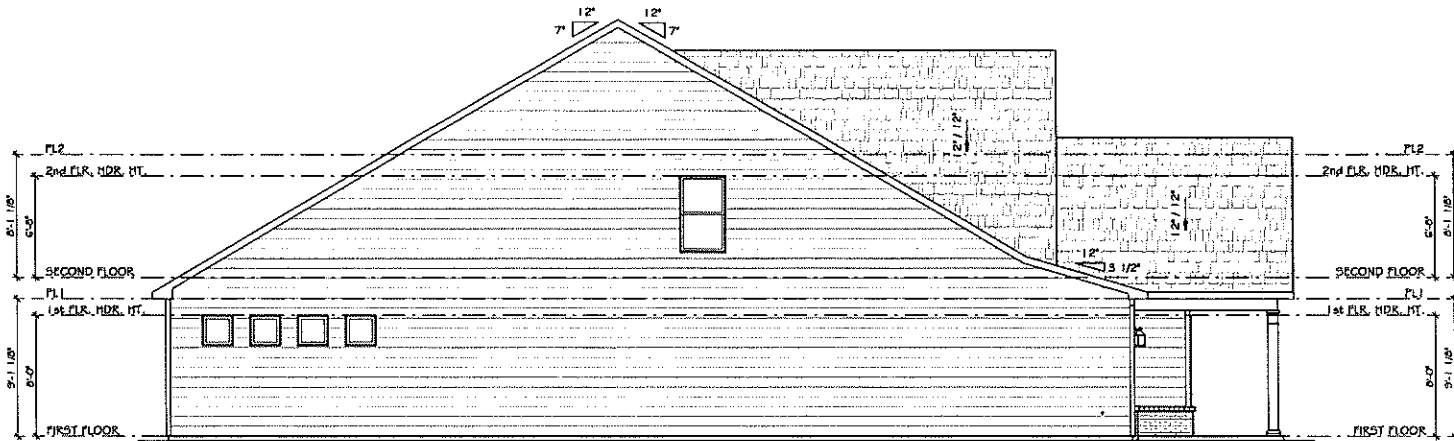 12" 12"
7" 7"
12" / 12"
PL2 PL2
2nd FLR. HDR. HT. 2nd FLR. HDR. HT.
8'-1 1/8" 6'-8" 6'-8" 8'-1 1/8"
12" / 12"
12"
3 1/2"
SECOND FLOOR SECOND FLOOR
PL1 PL1
1st FLR. HDR. HT. 1st FLR. HDR. HT.
9'-1 1/8" 8'-0" 8'-0" 9'-1 1/8"
FIRST FLOOR FIRST FLOOR